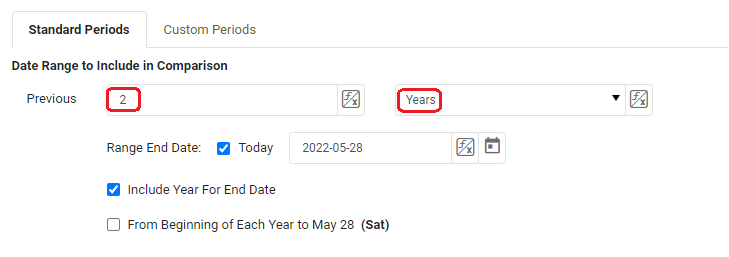 Standard Periods Custom Periods
Date Range to Include in Comparison
Previous 2 Years
Range End Date: Today 2022-05-28
Include Year For End Date
From Beginning of Each Year to May 28 (Sat)